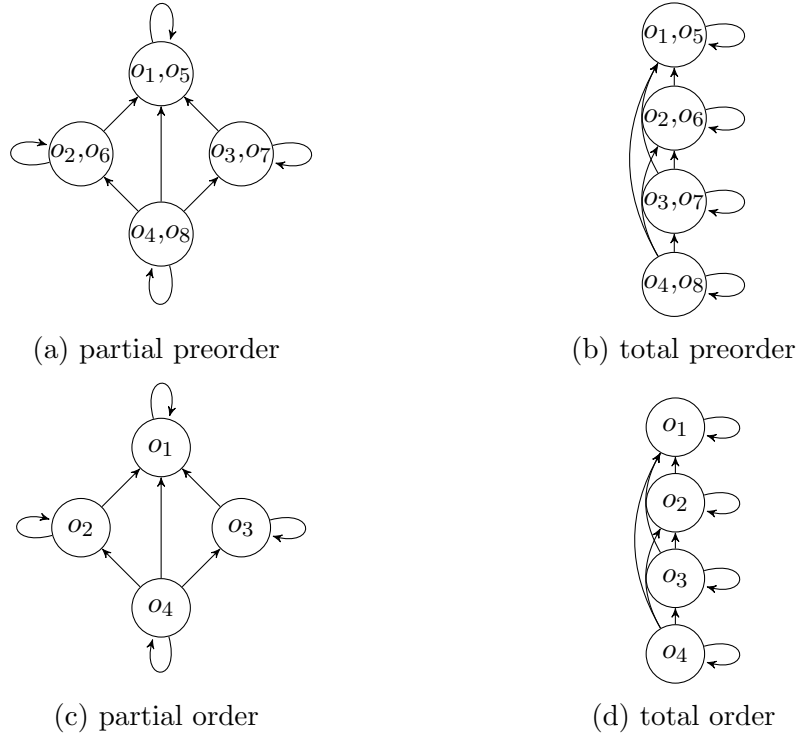 o1,o5
o2,o6
o3,o7
o4,o8
(a) partial preorder
o1,o5
o2,o6
o3,o7
o4,o8
(b) total preorder
o1
o2
o3
o4
(c) partial order
o1
o2
o3
o4
(d) total order